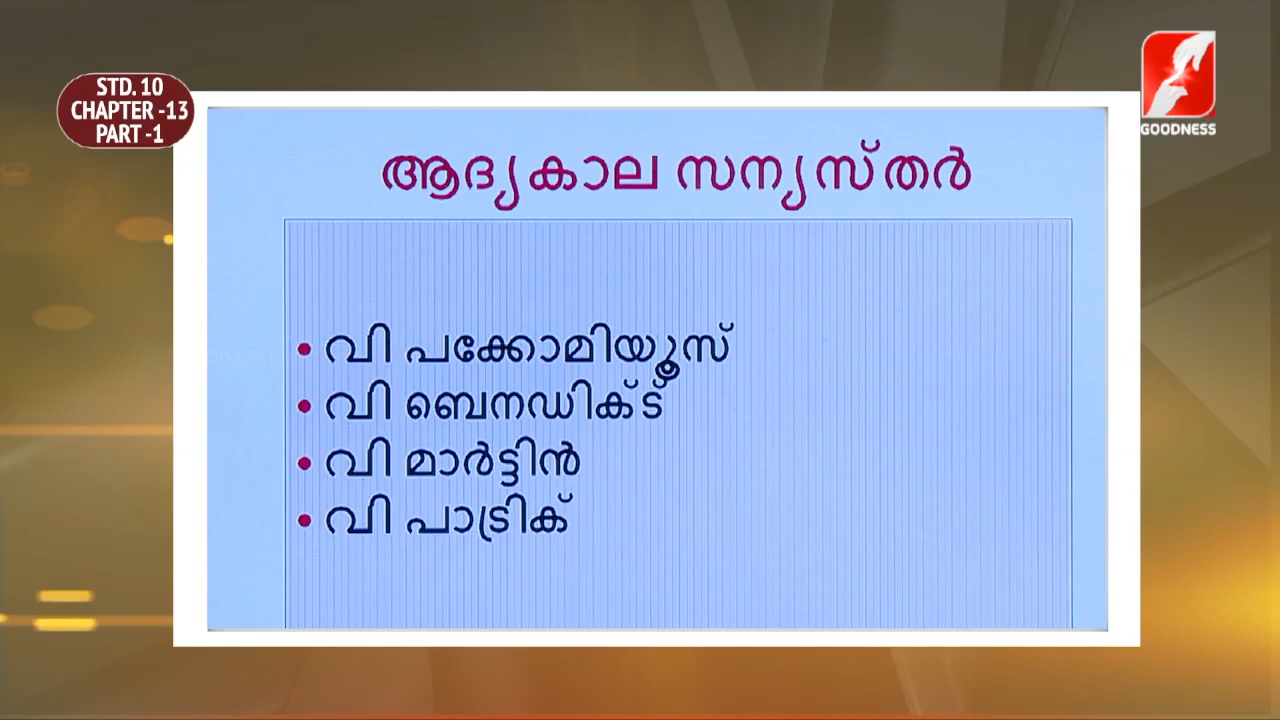 STD. 10
CHAPTER -13
PART -1
GOODNESS
ആദ്യകാല സന്യസ്തർ
• വി പക്കോമിയൂസ്
• വി ബെനഡിക്ട്
• വി മാർട്ടിൻ
• വി പാട്രിക്